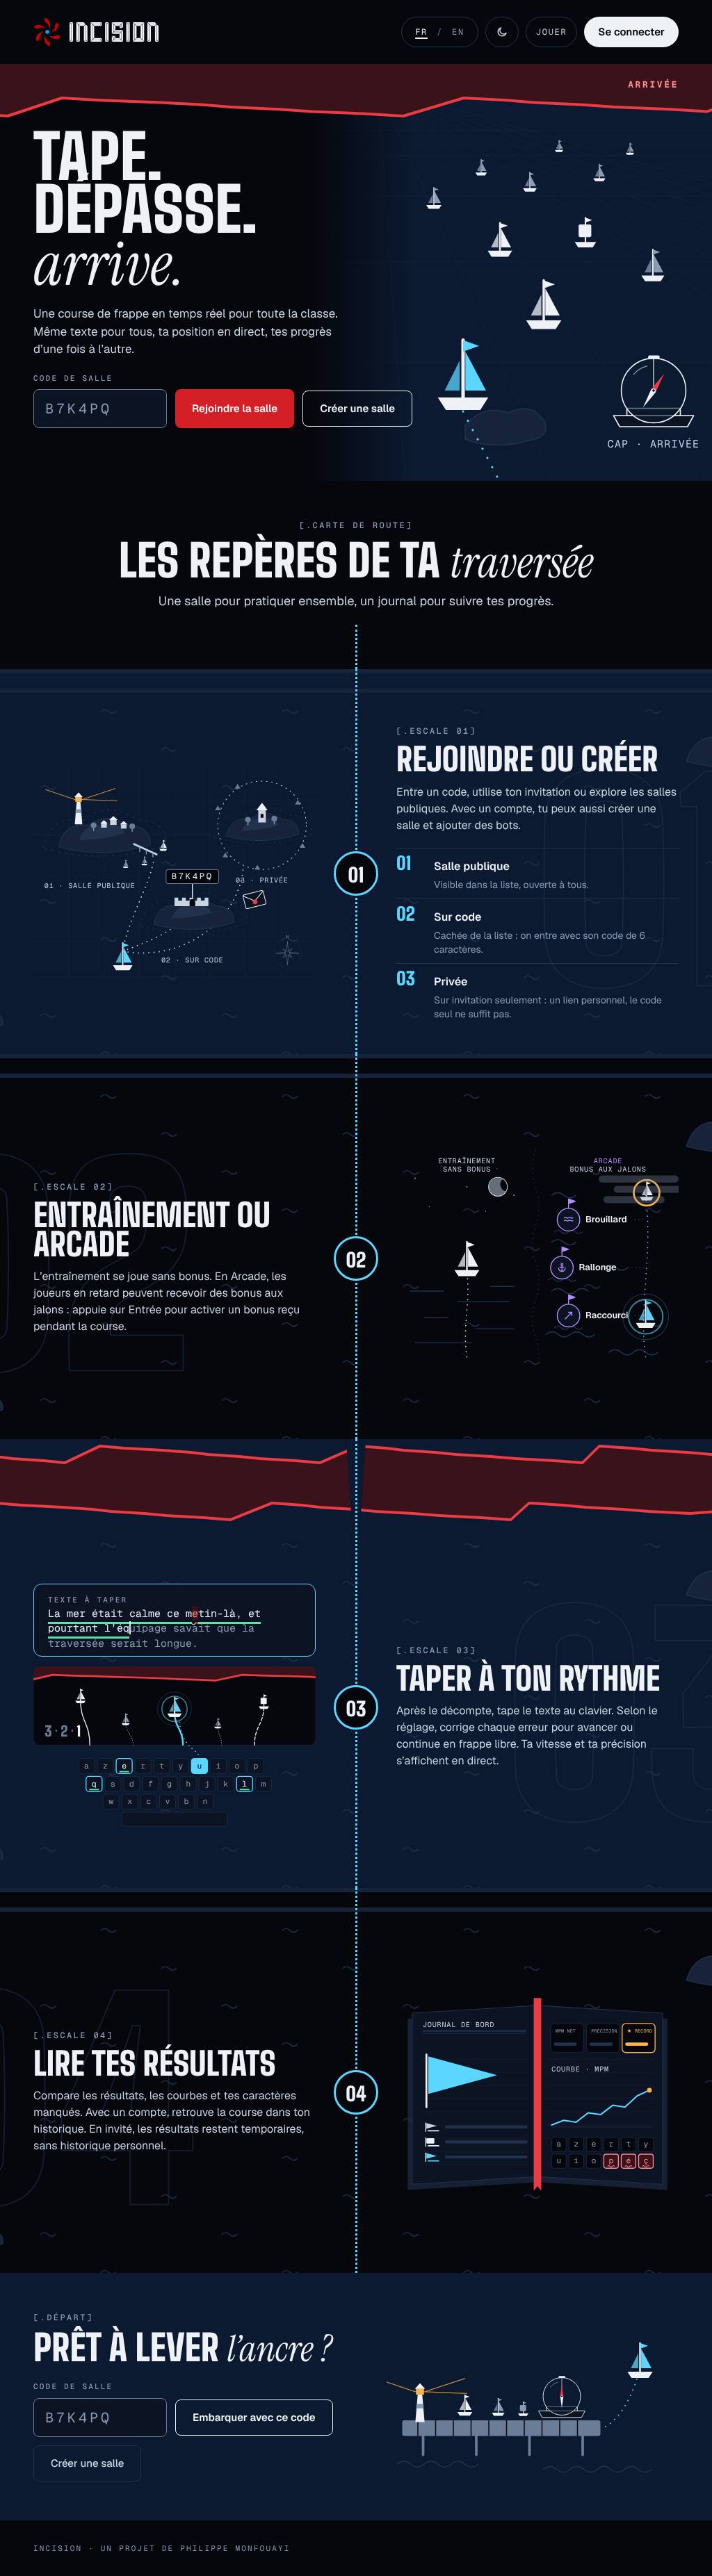 INCISION
FR / EN
JOUER
Se connecter
ARRIVÉE
TAPE.
DÉPASSE.
arrive.
Une course de frappe en temps réel pour toute la classe.
Même texte pour tous, ta position en direct, tes progrès
d’une fois à l’autre.
CODE DE SALLE
B7K4PQ
Rejoindre la salle
Créer une salle
CAP · ARRIVÉE
[.CARTE DE ROUTE]
LES REPÈRES DE TA traversée
Une salle pour pratiquer ensemble, un journal pour suivre tes progrès.
[.ESCALE 01]
REJOINDRE OU CRÉER
Entre un code, utilise ton invitation ou explore les salles
publiques. Avec un compte, tu peux aussi créer une
salle et ajouter des bots.
01
Salle publique
Visible dans la liste, ouverte à tous.
02
Sur code
Cachée de la liste : on entre avec son code de 6
caractères.
03
Privée
Sur invitation seulement : un lien personnel, le code
seul ne suffit pas.
01 · SALLE PUBLIQUE
B7K4PQ
03 · PRIVÉE
02 · SUR CODE
01
[.ESCALE 02]
ENTRAÎNEMENT OU
ARCADE
L’entraînement se joue sans bonus. En Arcade, les
joueurs en retard peuvent recevoir des bonus aux
jalons : appuie sur Entrée pour activer un bonus reçu
pendant la course.
02
ENTRAÎNEMENT
SANS BONUS
ARCADE
BONUS AUX JALONS
Brouillard
Rallonge
Raccourci
TEXTE À TAPER
La mer était calme ce matin-là, et
pourtant l’équipage savait que la
traversée serait longue.
3·2·1
a z e r t y u i o p
q s d f g h j k l m
w x c v b n
03
[.ESCALE 03]
TAPER À TON RYTHME
Après le décompte, tape le texte au clavier. Selon le
réglage, corrige chaque erreur pour avancer ou
continue en frappe libre. Ta vitesse et ta précision
s’affichent en direct.
[.ESCALE 04]
LIRE TES RÉSULTATS
Compare les résultats, les courbes et tes caractères
manqués. Avec un compte, retrouve la course dans ton
historique. En invité, les résultats restent temporaires,
sans historique personnel.
04
JOURNAL DE BORD
MPM NET
PRÉCISION
★ RECORD
COURBE · MPM
a z e r t y
u i o p é ç
[.DÉPART]
PRÊT À LEVER l’ancre ?
CODE DE SALLE
B7K4PQ
Embarquer avec ce code
Créer une salle
INCISION · UN PROJET DE PHILIPPE MONFOUAYI